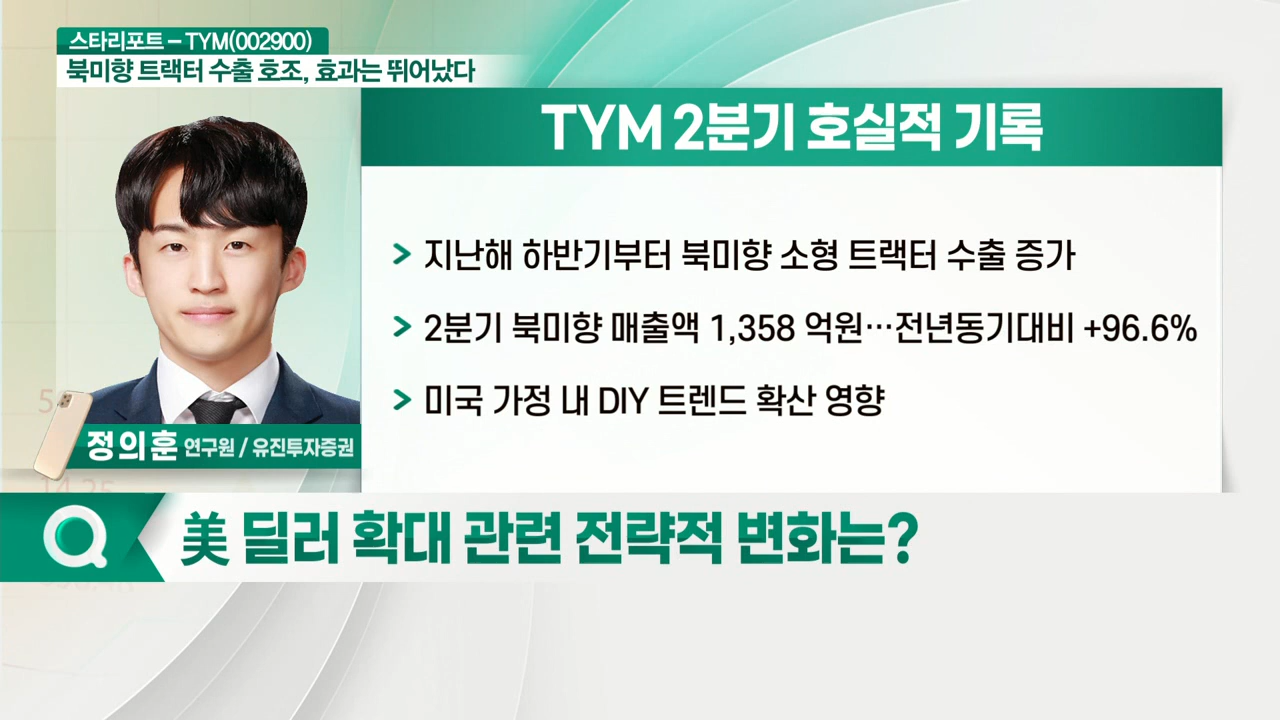 스타리포트 – TYM(002900)
북미향 트랙터 수출 호조, 효과는 뛰어났다
TYM 2분기 호실적 기록
> 지난해 하반기부터 북미향 소형 트랙터 수출 증가
> 2분기 북미향 매출액 1,358 억원…전년동기대비 +96.6%
> 미국 가정 내 DIY 트렌드 확산 영향
정의훈 연구원 / 유진투자증권
Q 美 딜러 확대 관련 전략적 변화는?